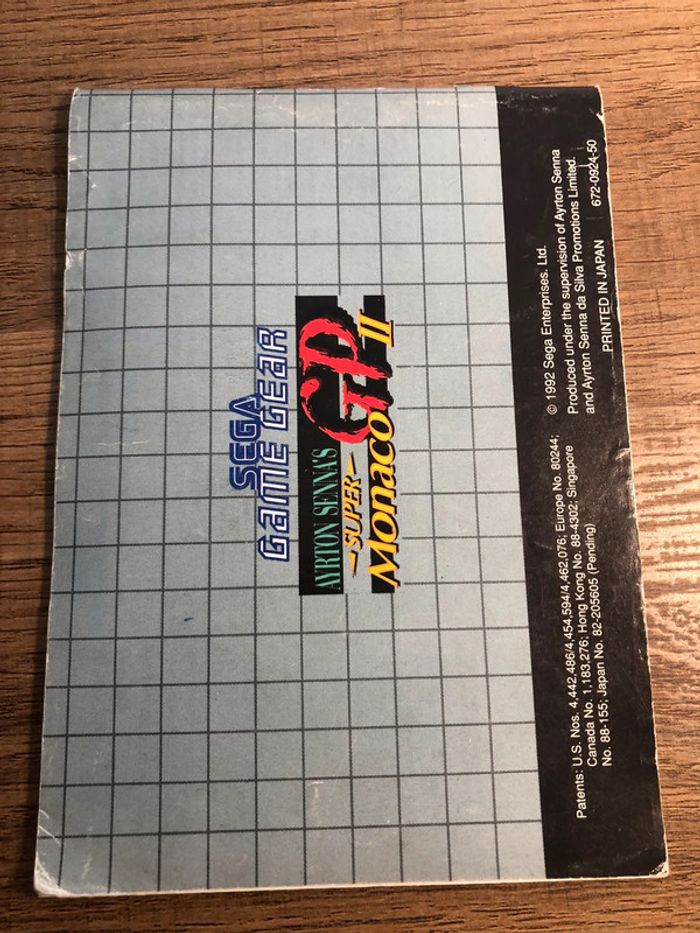 SEGA
GAME GEAR
AYRTON SENNA'S
SUPER
Monaco GP II
Patents: U.S. Nos. 4,442,486/4,454,594/4,462,076; Europe No. 80244;
Canada No. 1,183,276; Hong Kong No. 88-4302; Singapore
No. 88-155; Japan No. 82-205605 (Pending)
© 1992 Sega Enterprises. Ltd.
Produced under the supervision of Ayrton Senna
and Ayrton Senna da Silva Promotions Limited.
PRINTED IN JAPAN 672-0924-50